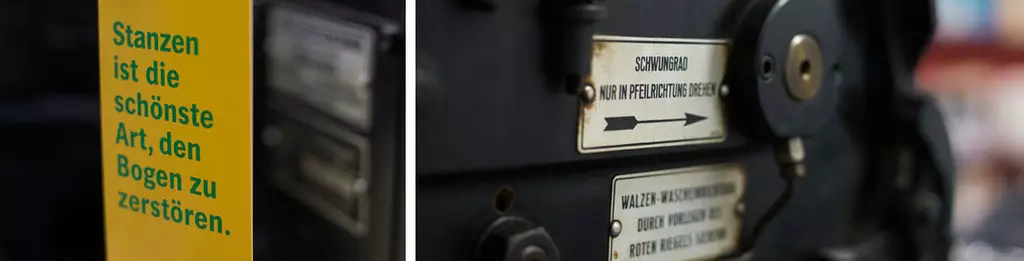 Stanzen
ist die
schönste
Art, den
Bogen zu
zerstören.
SCHWUNGRAD
NUR IN PFEILRICHTUNG DREHEN
WALZEN-WASCHEINRICHTUNG
DURCH VORLEGEN DES
ROTEN RIEGELS